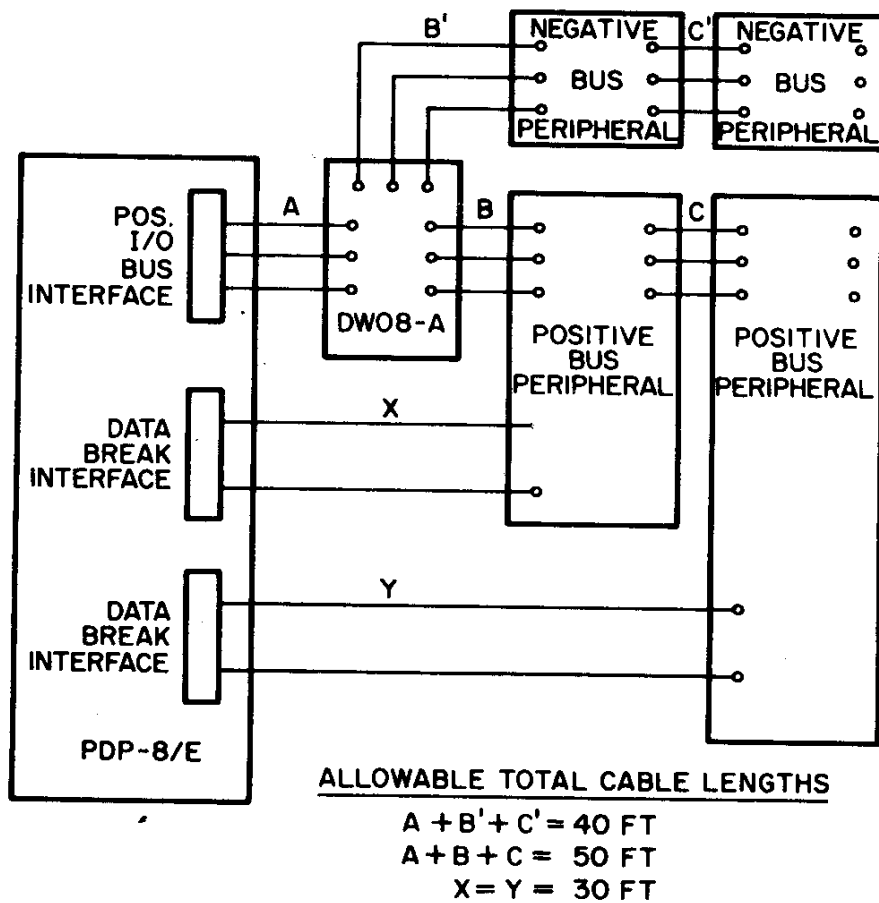 B'
NEGATIVE
BUS
PERIPHERAL
C'
NEGATIVE
BUS
PERIPHERAL
POS.
I/O
BUS
INTERFACE
A
DW08-A
B
POSITIVE
BUS
PERIPHERAL
C
POSITIVE
BUS
PERIPHERAL
DATA
BREAK
INTERFACE
X
DATA
BREAK
INTERFACE
Y
PDP-8/E
ALLOWABLE TOTAL CABLE LENGTHS
A + B' + C' = 40 FT
A + B + C = 50 FT
X = Y = 30 FT